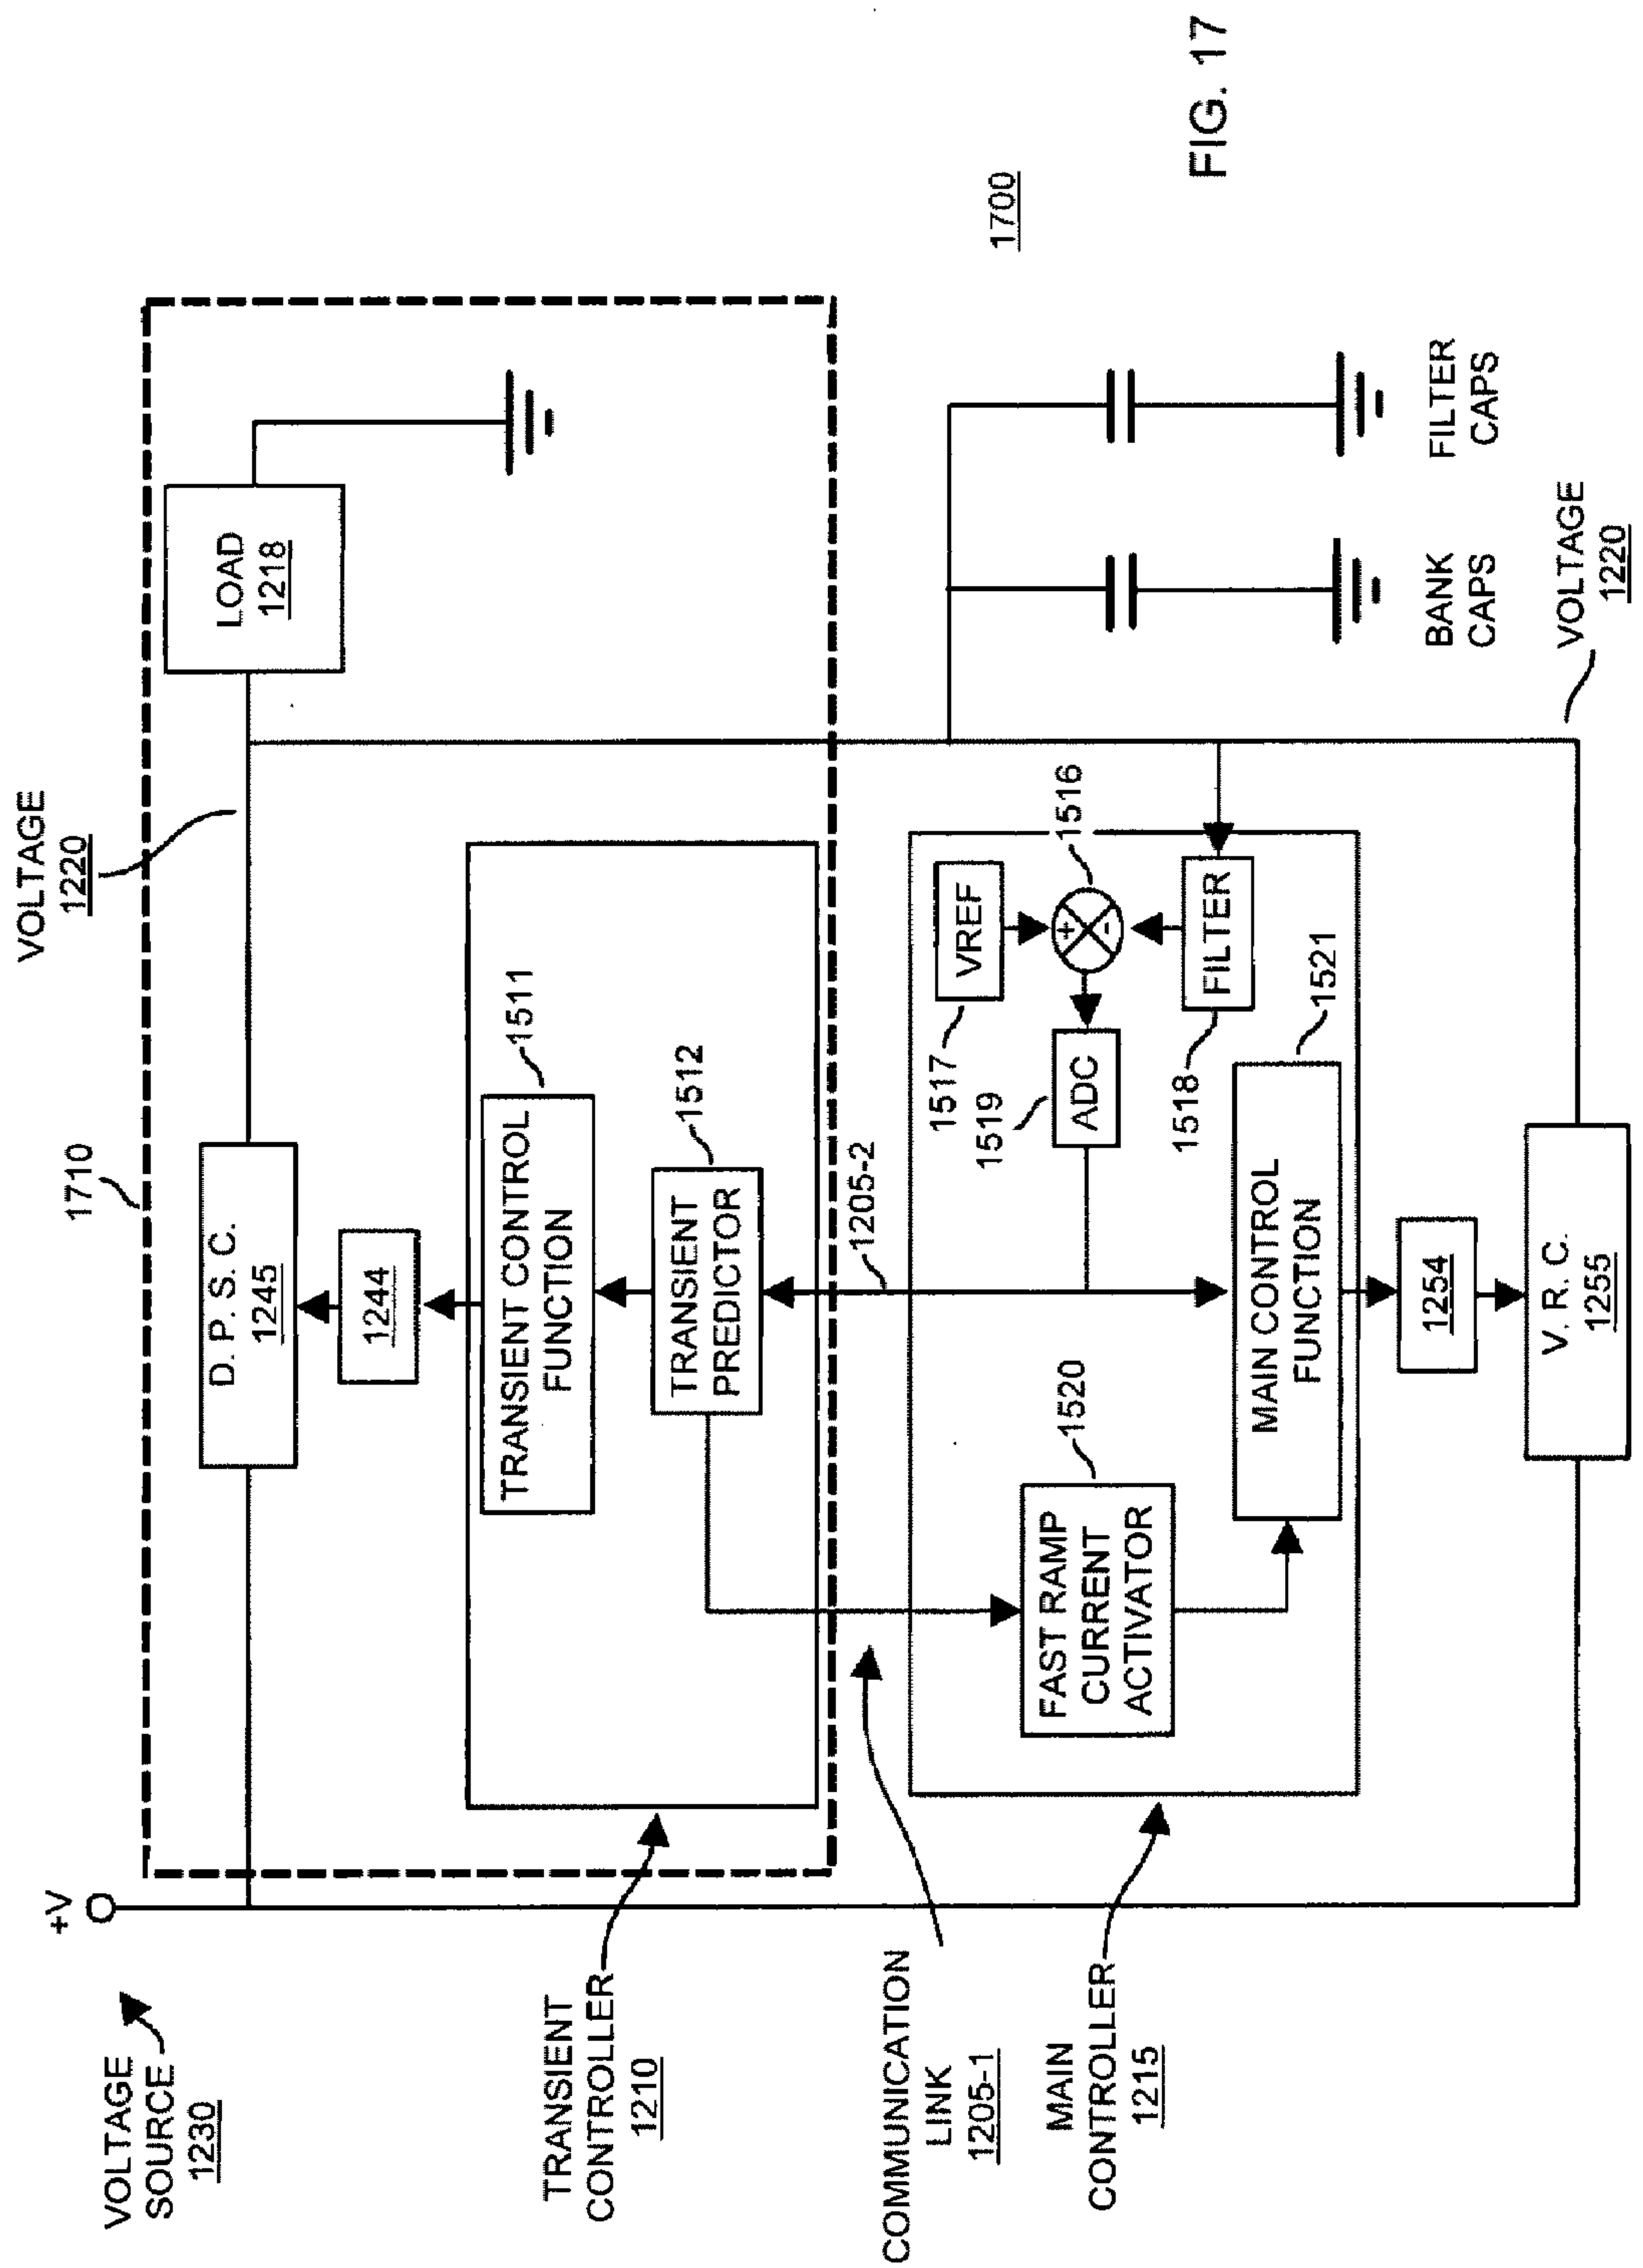 VOLTAGE
SOURCE
1230
+V
1710
VOLTAGE
1220
D. P. S. C.
1245
LOAD
1218
1244
TRANSIENT
CONTROLLER
1210
TRANSIENT CONTROL
FUNCTION
1511
TRANSIENT
PREDICTOR
1512
COMMUNICATION
LINK
1205-1
1205-2
MAIN
CONTROLLER
1215
FAST RAMP
CURRENT
ACTIVATOR
1520
VREF
1517
+
-
1516
ADC
1519
FILTER
1518
MAIN CONTROL
FUNCTION
1521
1254
V. R. C.
1255
BANK
CAPS
FILTER
CAPS
VOLTAGE
1220
1700
FIG. 17